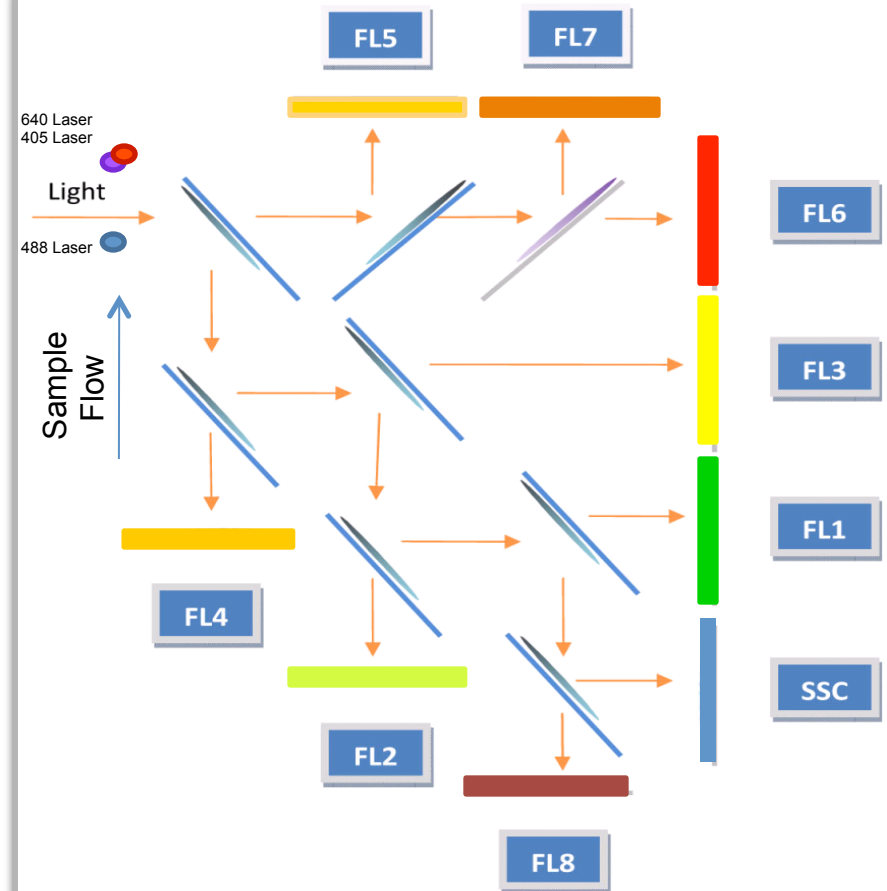 FL5
FL7
640 Laser
405 Laser
Light
FL6
488 Laser
Sample
Flow
FL3
FL1
FL4
SSC
FL2
FL8